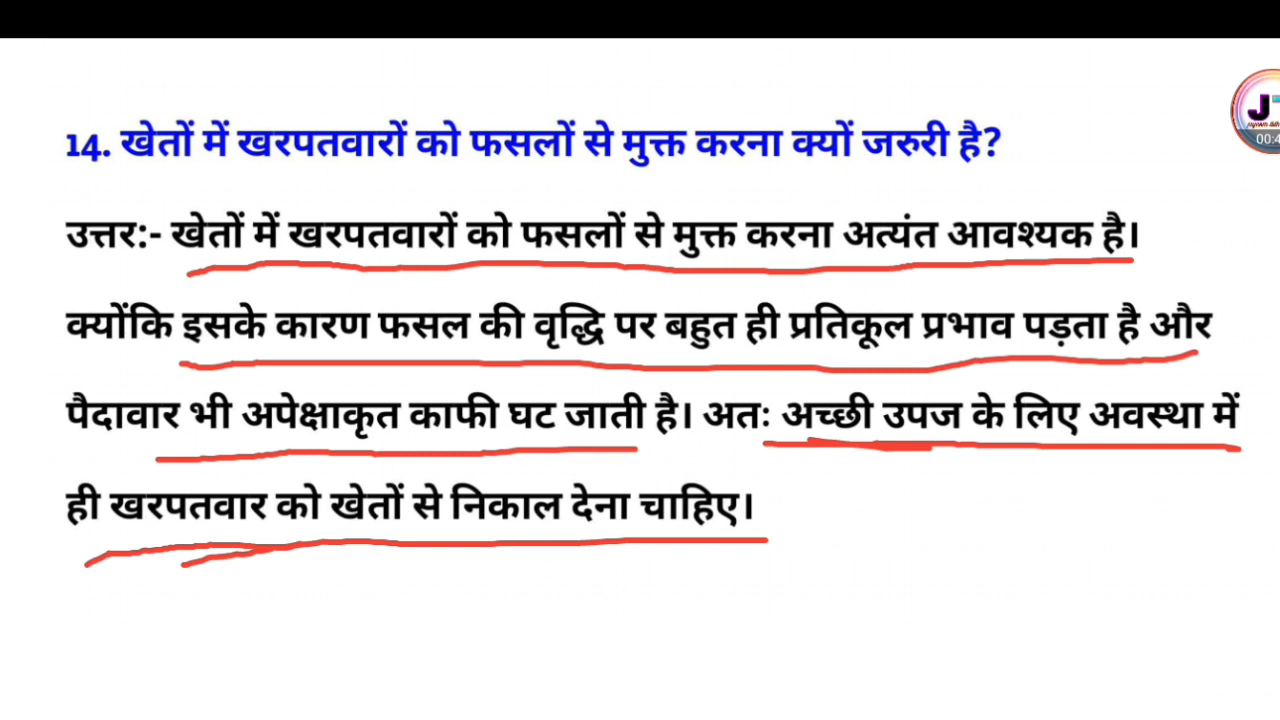 14. खेतों में खरपतवारों को फसलों से मुक्त करना क्यों जरुरी है?
उत्तर:- खेतों में खरपतवारों को फसलों से मुक्त करना अत्यंत आवश्यक है।
क्योंकि इसके कारण फसल की वृद्धि पर बहुत ही प्रतिकूल प्रभाव पड़ता है और
पैदावार भी अपेक्षाकृत काफी घट जाती है। अतः अच्छी उपज के लिए अवस्था में
ही खरपतवार को खेतों से निकाल देना चाहिए।